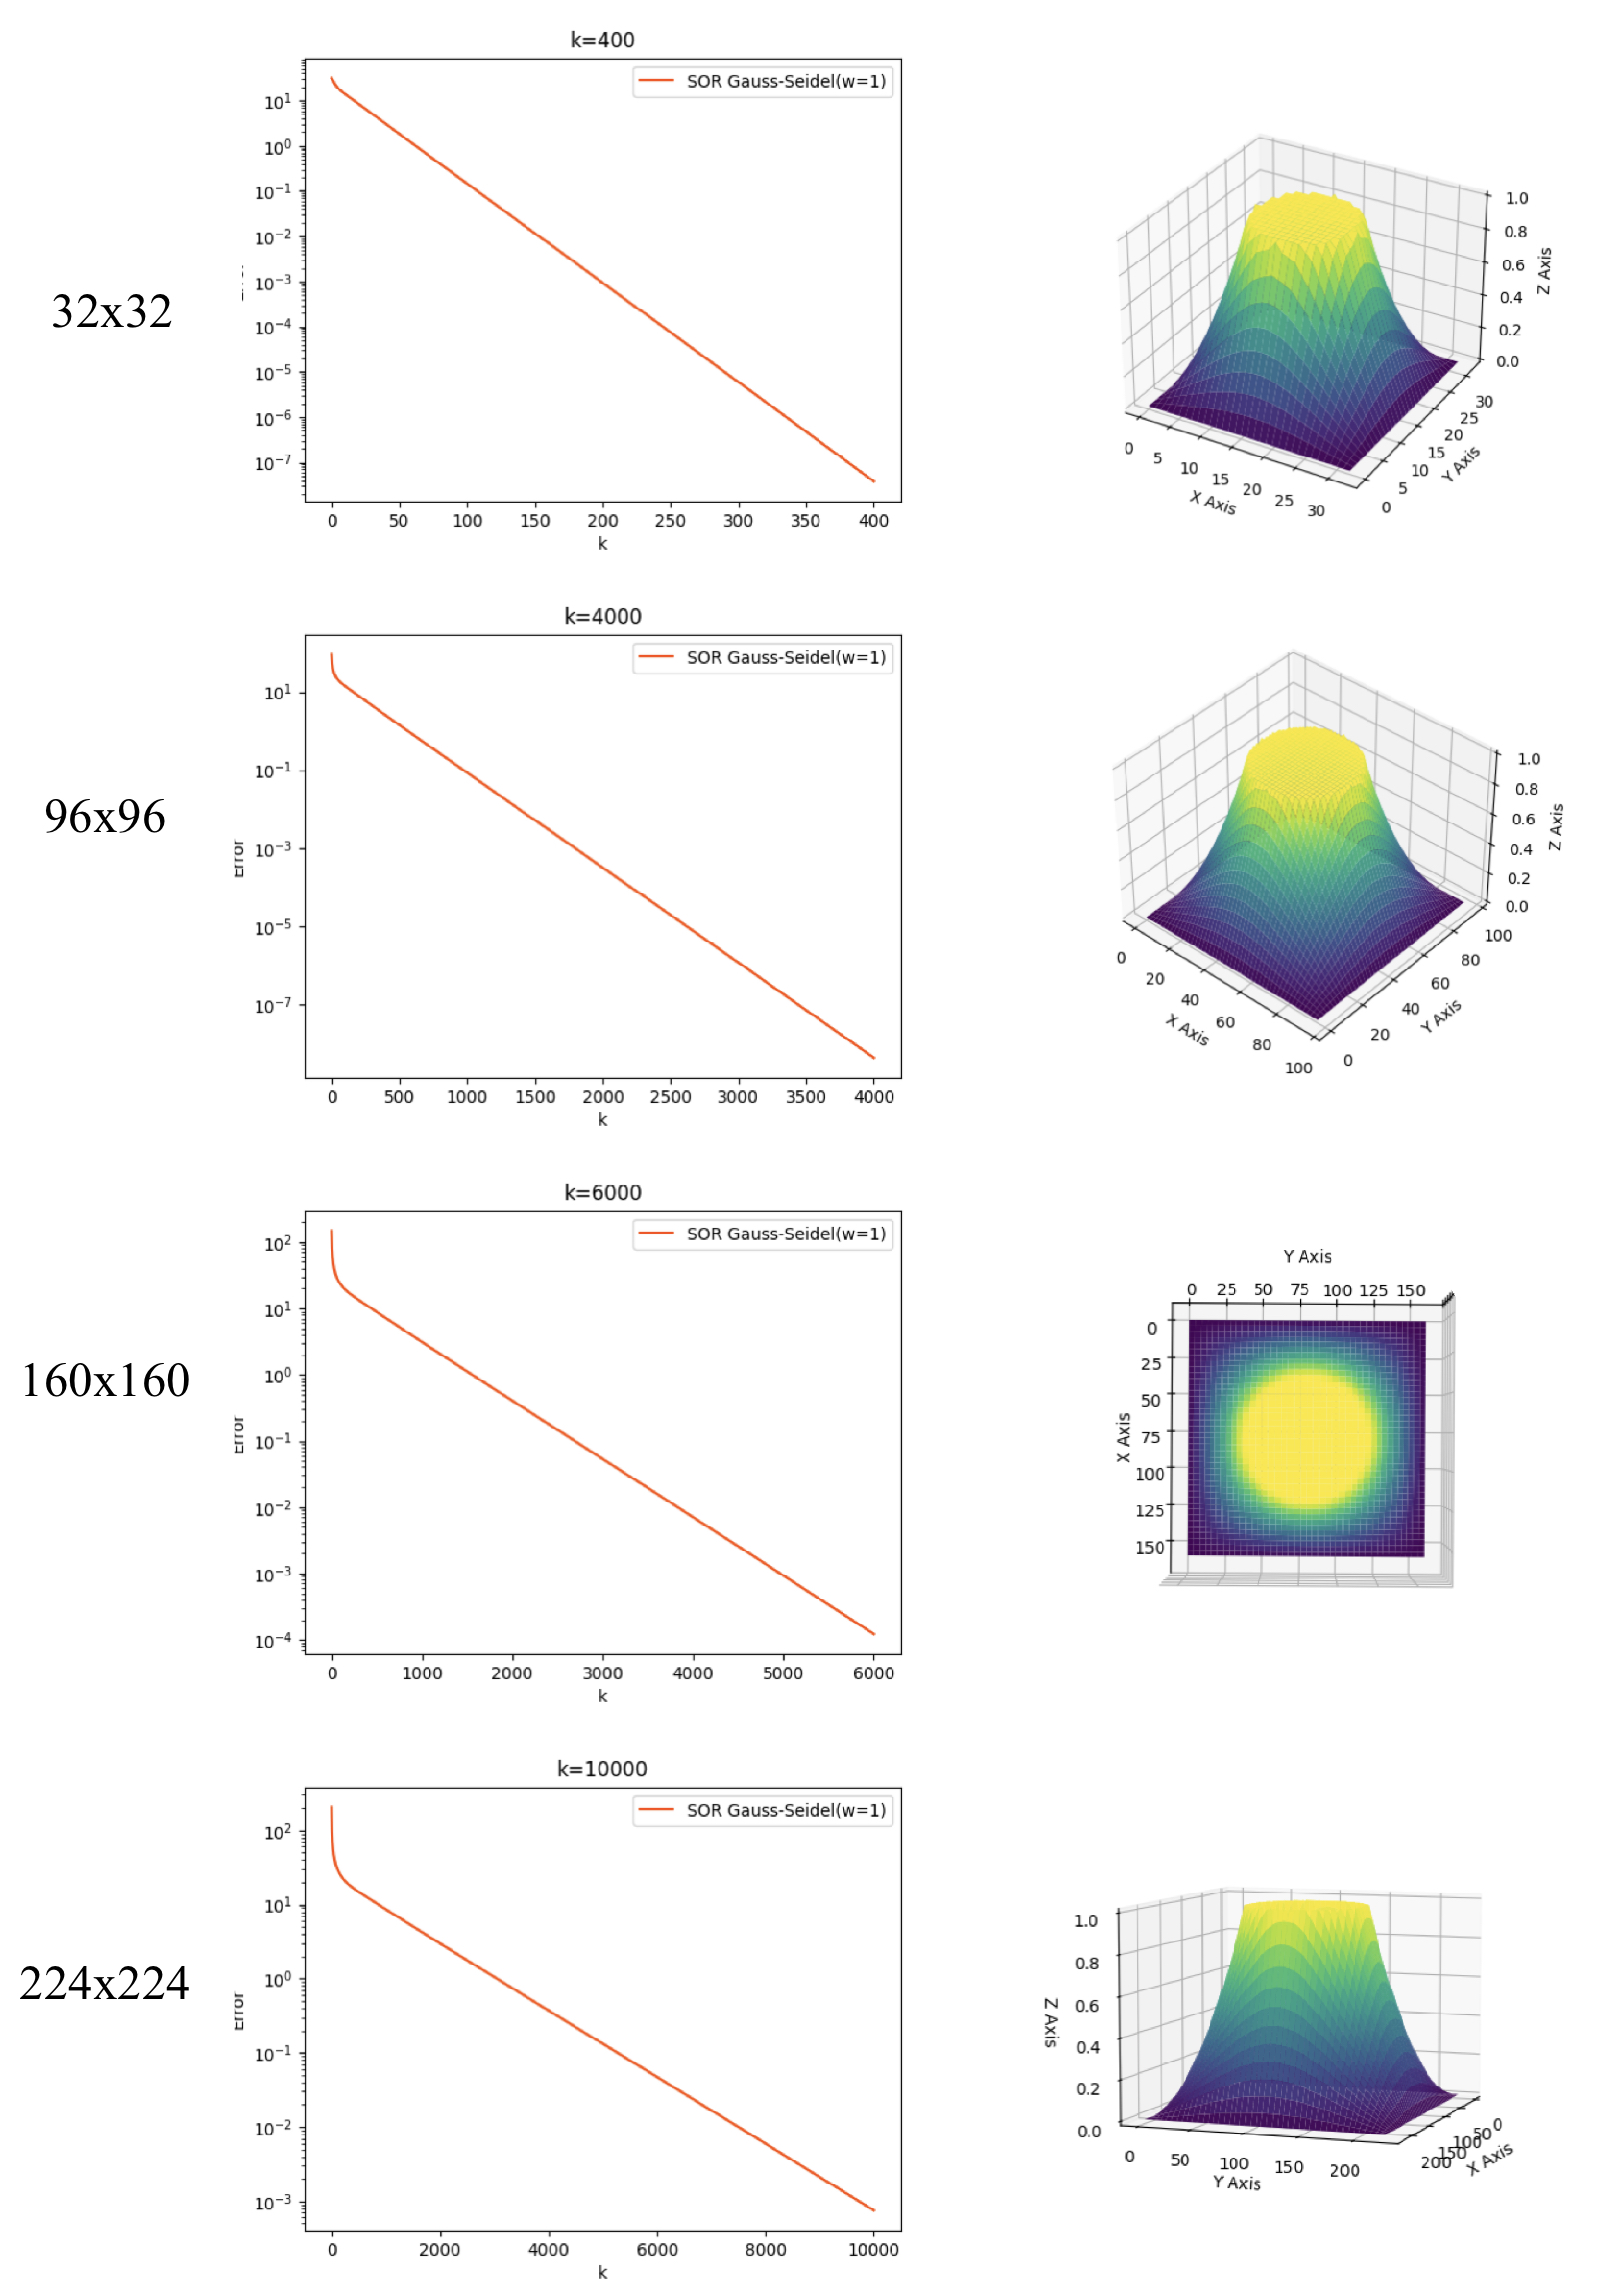 32x32
k=400
SOR Gauss-Seidel(w=1)
10^1
10^0
10^-1
10^-2
10^-3
10^-4
10^-5
10^-6
10^-7
0 50 100 150 200 250 300 350 400
k
1.0
0.8
0.6
0.4
0.2
0.0
Z Axis
0 5 10 15 20 25 30
X Axis
0 5 10 15 20 25 30
Y Axis
96x96
k=4000
SOR Gauss-Seidel(w=1)
Error
10^1
10^-1
10^-3
10^-5
10^-7
0 500 1000 1500 2000 2500 3000 3500 4000
k
1.0
0.8
0.6
0.4
0.2
0.0
Z Axis
0 20 40 60 80 100
X Axis
0 20 40 60 80 100
Y Axis
160x160
k=6000
SOR Gauss-Seidel(w=1)
Error
10^2
10^1
10^0
10^-1
10^-2
10^-3
10^-4
0 1000 2000 3000 4000 5000 6000
k
Y Axis
0 25 50 75 100 125 150
X Axis
0
25
50
75
100
125
150
224x224
k=10000
SOR Gauss-Seidel(w=1)
Error
10^2
10^1
10^0
10^-1
10^-2
10^-3
0 2000 4000 6000 8000 10000
k
Z Axis
1.0
0.8
0.6
0.4
0.2
0.0
0 50 100 150 200
Y Axis
200 150 100 50 0
X Axis